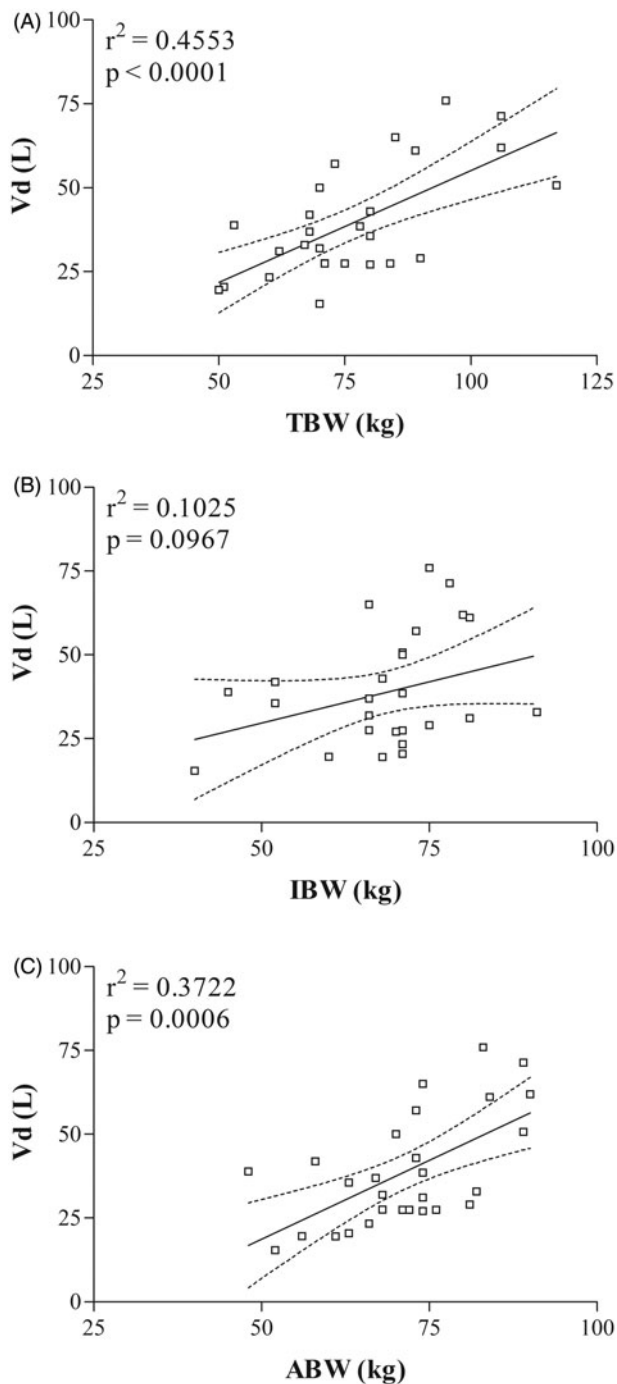 (A)
100
75
50
25
0
r² = 0.4553
p < 0.0001
Vd (L)
25
50
75
100
125
TBW (kg)
(B)
100
75
50
25
0
r² = 0.1025
p = 0.0967
Vd (L)
25
50
75
100
IBW (kg)
(C)
100
75
50
25
0
r² = 0.3722
p = 0.0006
Vd (L)
25
50
75
100
ABW (kg)